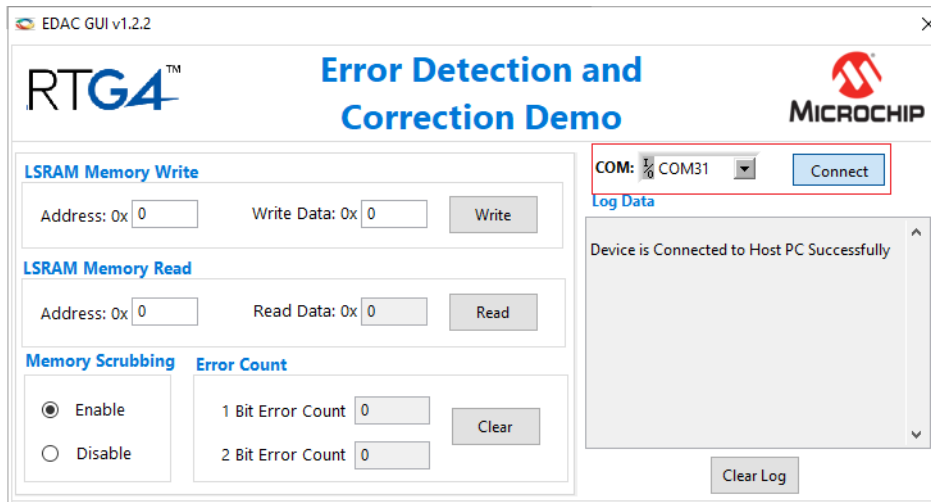 EDAC GUI v1.2.2
RTG4™
Error Detection and
Correction Demo
MICROCHIP
COM: I/O COM31 Connect
LSRAM Memory Write
Address: 0x 0 Write Data: 0x 0 Write
LSRAM Memory Read
Address: 0x 0 Read Data: 0x 0 Read
Memory Scrubbing
Enable
Disable
Error Count
1 Bit Error Count 0
2 Bit Error Count 0
Clear
Log Data
Device is Connected to Host PC Successfully
Clear Log